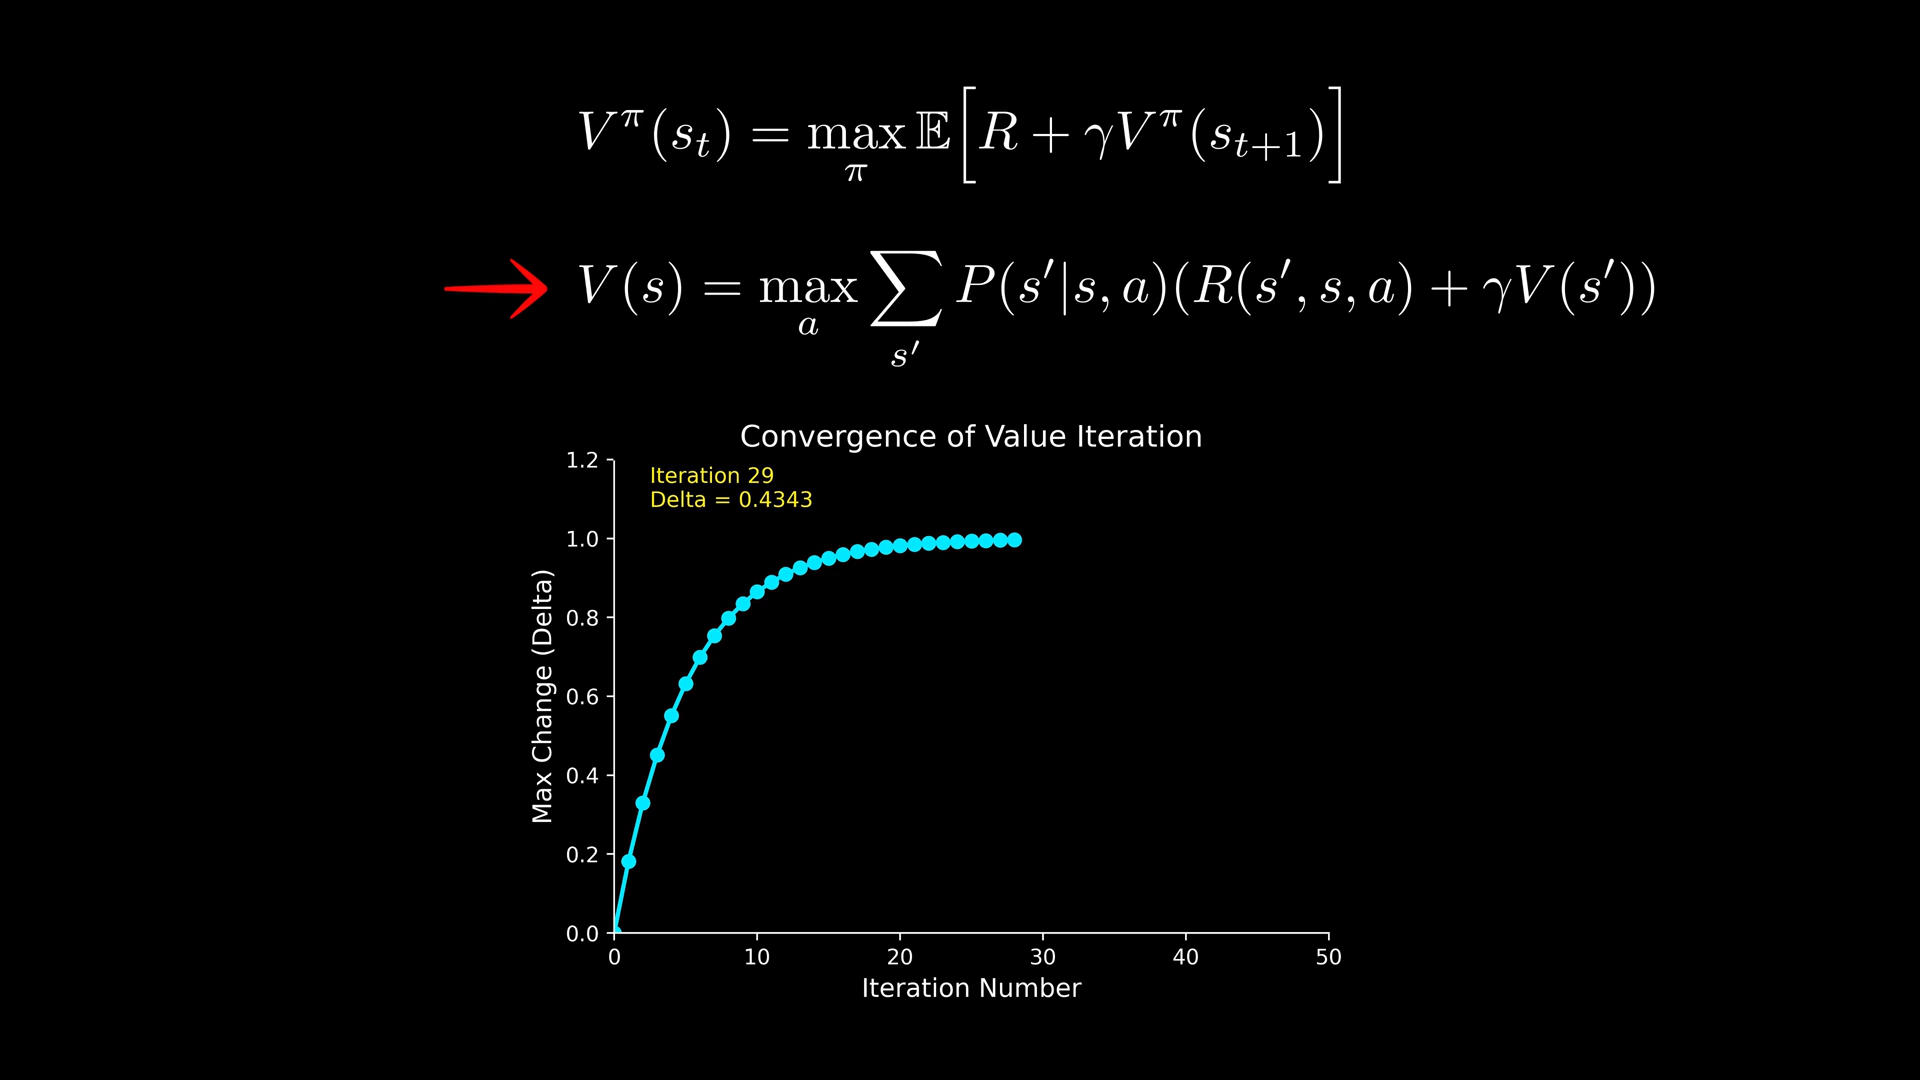 V^π(s_t) = max_π 𝔼[R + γV^π(s_{t+1})]
V(s) = max_a ∑_{s′} P(s′|s, a)(R(s′, s, a) + γV(s′))
Convergence of Value Iteration
Iteration 29
Delta = 0.4343
Max Change (Delta)
1.2
1.0
0.8
0.6
0.4
0.2
0.0
0 10 20 30 40 50
Iteration Number